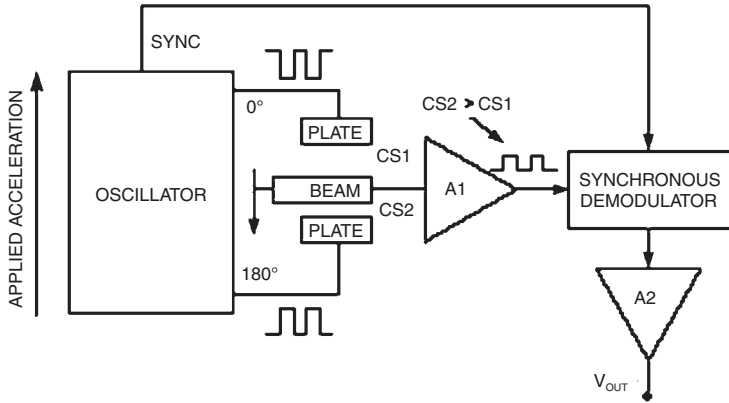 SYNC
APPLIED ACCELERATION
OSCILLATOR
0°
PLATE
CS1
BEAM
CS2
PLATE
180°
A1
CS2 > CS1
SYNCHRONOUS
DEMODULATOR
A2
VOUT